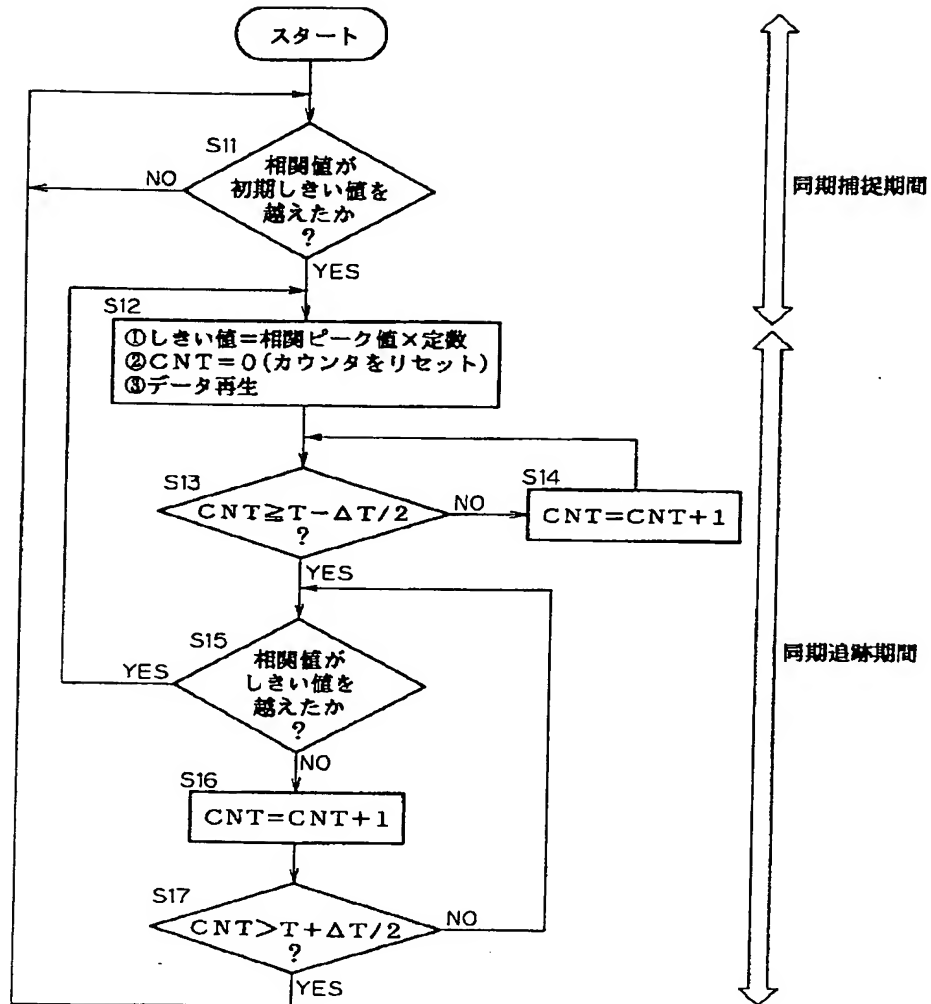 スタート
S11
相関値が
初期しきい値を
越えたか
?
NO
YES
同期捕捉期間
S12
①しきい値=相関ピーク値×定数
②CNT=0(カウンタをリセット)
③データ再生
S13
CNT≧T-ΔT/2
?
NO
S14
CNT=CNT+1
YES
S15
相関値が
しきい値を
越えたか
?
YES
NO
同期追跡期間
S16
CNT=CNT+1
S17
CNT>T+ΔT/2
?
NO
YES